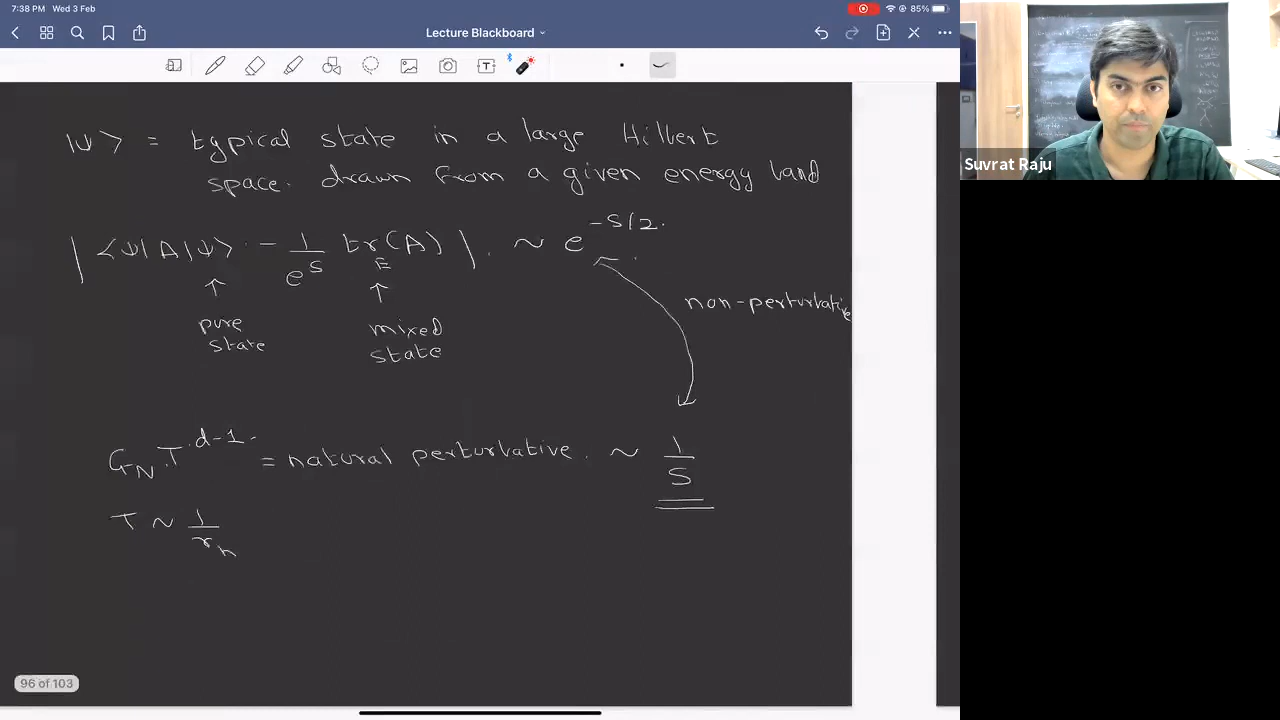 7:38 PM Wed 3 Feb
85%
Lecture Blackboard
|ψ> = typical state in a large Hilbert
space. drawn from a given energy band
| <ψ|A|ψ> - 1/e^S tr(A) | ~ e^{-S/2}
non-perturbative
pure
state
mixed
state
G_N T^{d-1} = natural perturbative ~ 1/S
T ~ 1/r_h
96 of 103
Suvrat Raju